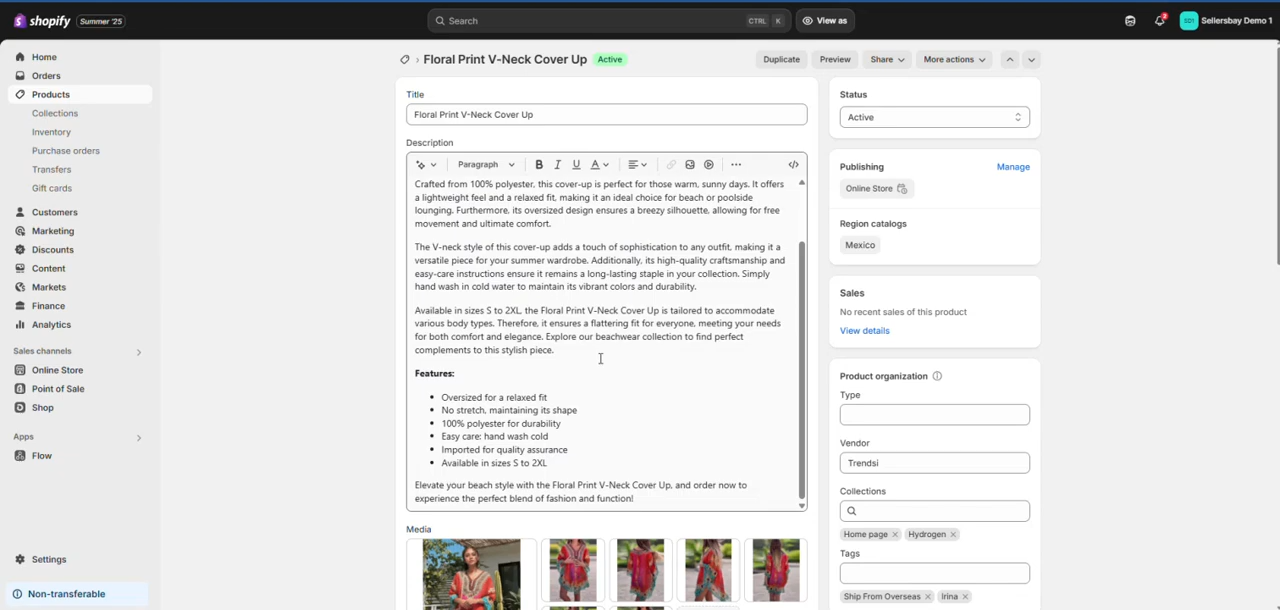 shopify Summer '25
Search CTRL K
View as
2
SD1 Sellersbay Demo 1
Home
Orders
Products
Collections
Inventory
Purchase orders
Transfers
Gift cards
Customers
Marketing
Discounts
Content
Markets
Finance
Analytics
Sales channels
Online Store
Point of Sale
Shop
Apps
Flow
Settings
Non-transferable
Floral Print V-Neck Cover Up Active
Duplicate Preview Share More actions
Title
Floral Print V-Neck Cover Up
Description
Paragraph B I U A
Crafted from 100% polyester, this cover-up is perfect for those warm, sunny days. It offers
a lightweight feel and a relaxed fit, making it an ideal choice for beach or poolside
lounging. Furthermore, its oversized design ensures a breezy silhouette, allowing for free
movement and ultimate comfort.
The V-neck style of this cover-up adds a touch of sophistication to any outfit, making it a
versatile piece for your summer wardrobe. Additionally, its high-quality craftsmanship and
easy-care instructions ensure it remains a long-lasting staple in your collection. Simply
hand wash in cold water to maintain its vibrant colors and durability.
Available in sizes S to 2XL, the Floral Print V-Neck Cover Up is tailored to accommodate
various body types. Therefore, it ensures a flattering fit for everyone, meeting your needs
for both comfort and elegance. Explore our beachwear collection to find perfect
complements to this stylish piece.
Features:
• Oversized for a relaxed fit
• No stretch, maintaining its shape
• 100% polyester for durability
• Easy care: hand wash cold
• Imported for quality assurance
• Available in sizes S to 2XL
Elevate your beach style with the Floral Print V-Neck Cover Up, and order now to
experience the perfect blend of fashion and function!
Media
Status
Active
Publishing Manage
Online Store
Region catalogs
Mexico
Sales
No recent sales of this product
View details
Product organization
Type
Vendor
Trendsi
Collections
Home page × Hydrogen ×
Tags
Ship From Overseas × Irina ×